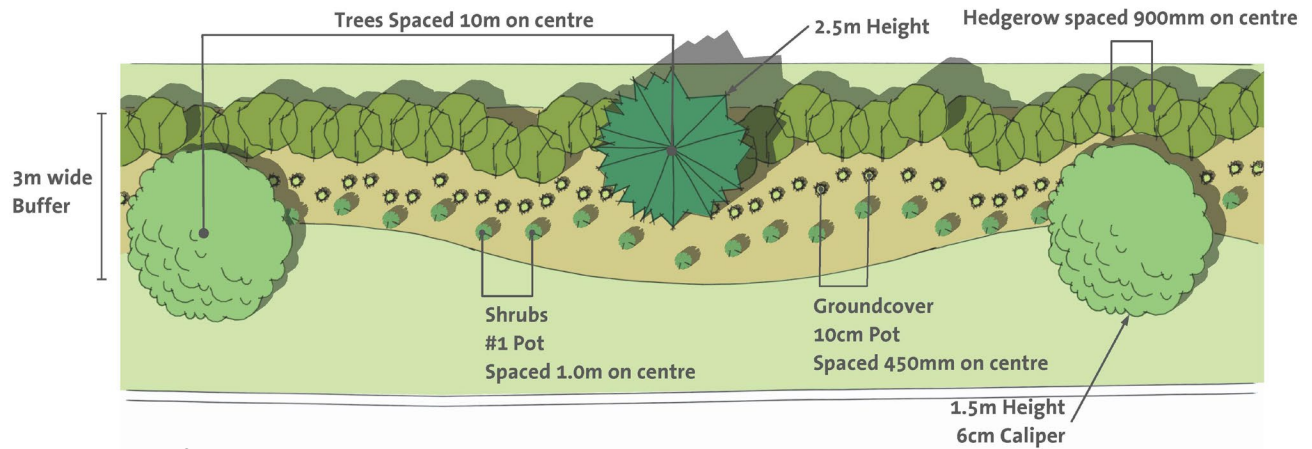 Trees Spaced 10m on centre
2.5m Height
Hedgerow spaced 900mm on centre
3m wide
Buffer
Shrubs
#1 Pot
Spaced 1.0m on centre
Groundcover
10cm Pot
Spaced 450mm on centre
1.5m Height
6cm Caliper